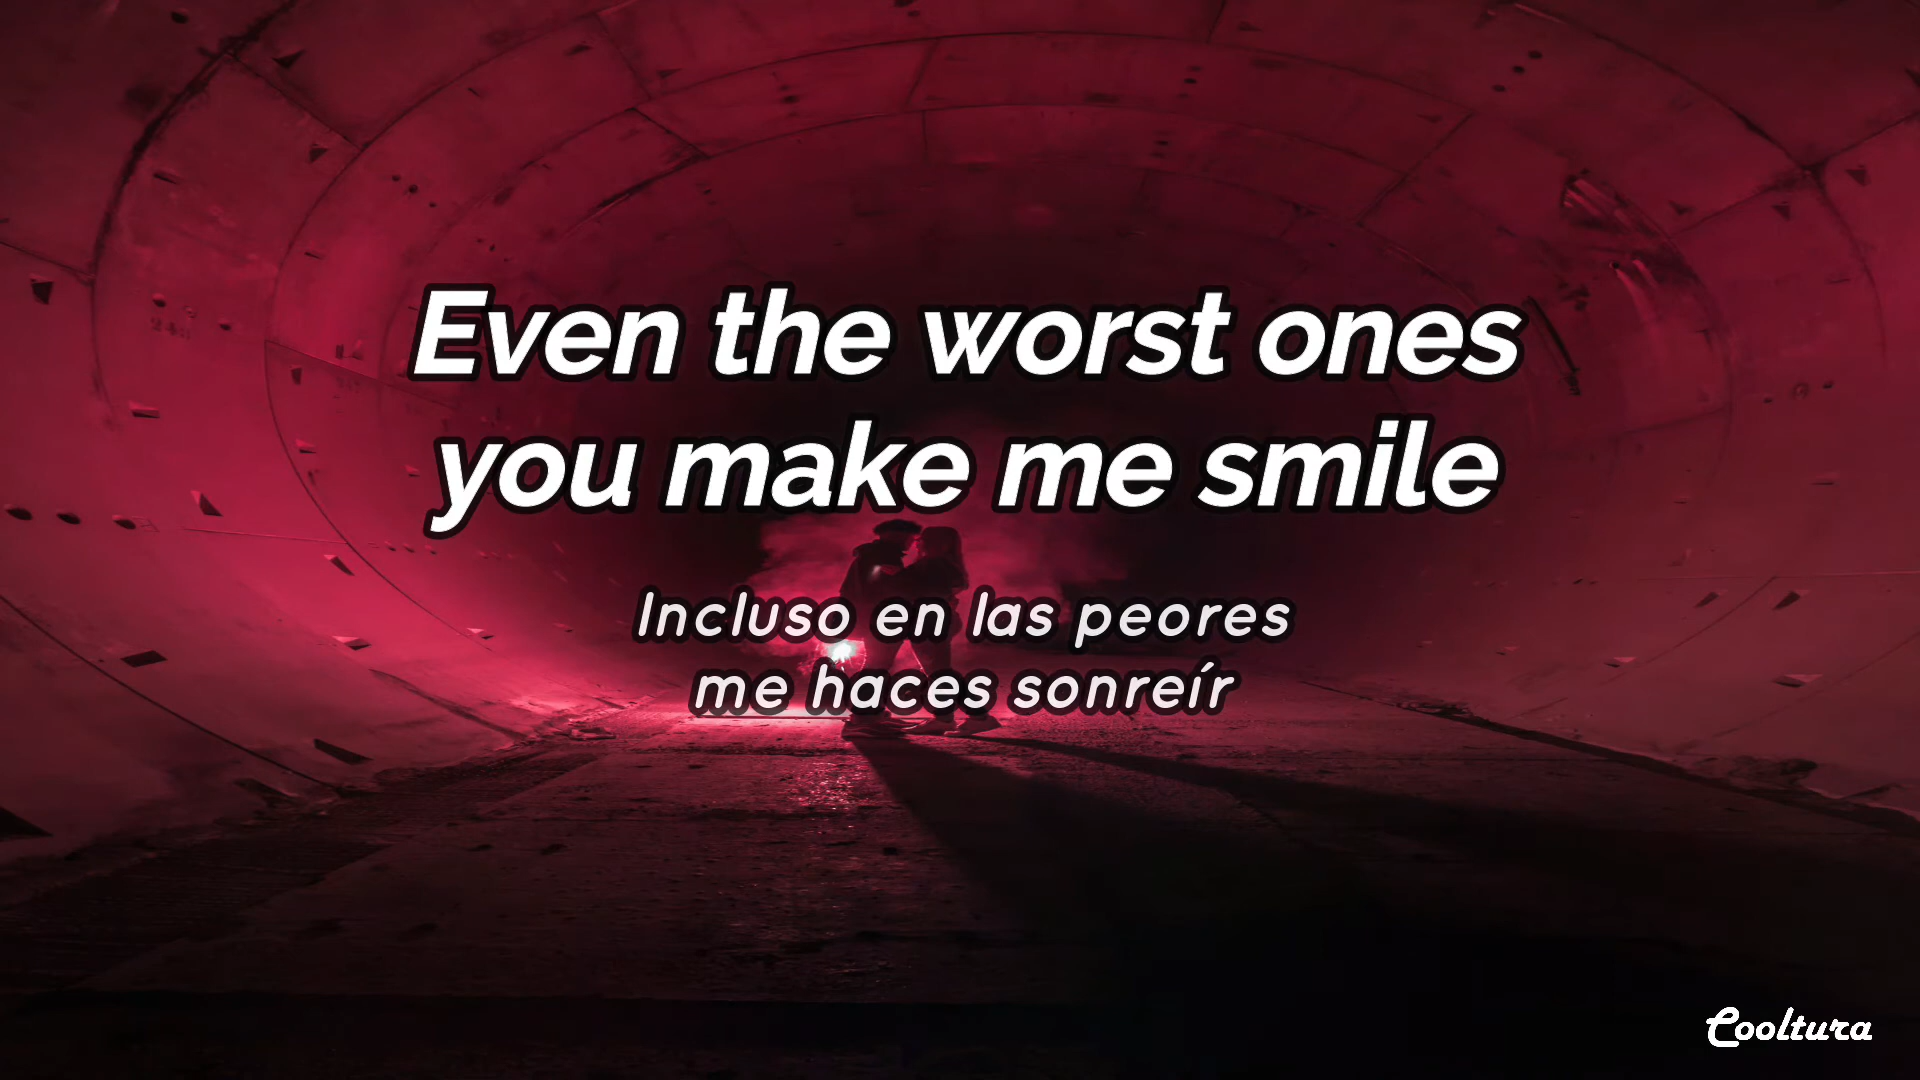 Even the worst ones
you make me smile
Incluso en las peores
me haces sonreír
Cooltura